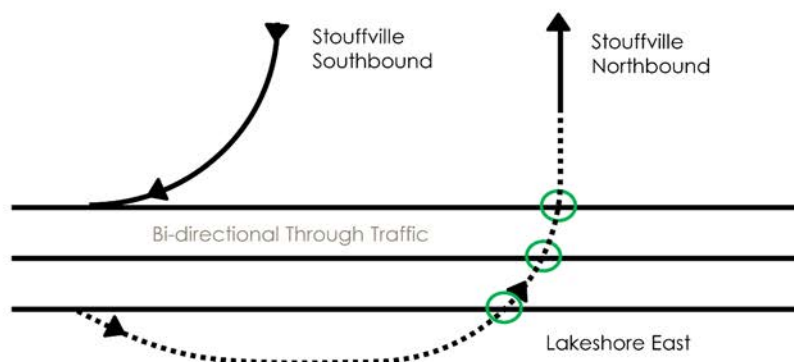 Stouffville
Southbound
Stouffville
Northbound
Bi-directional Through Traffic
Lakeshore East